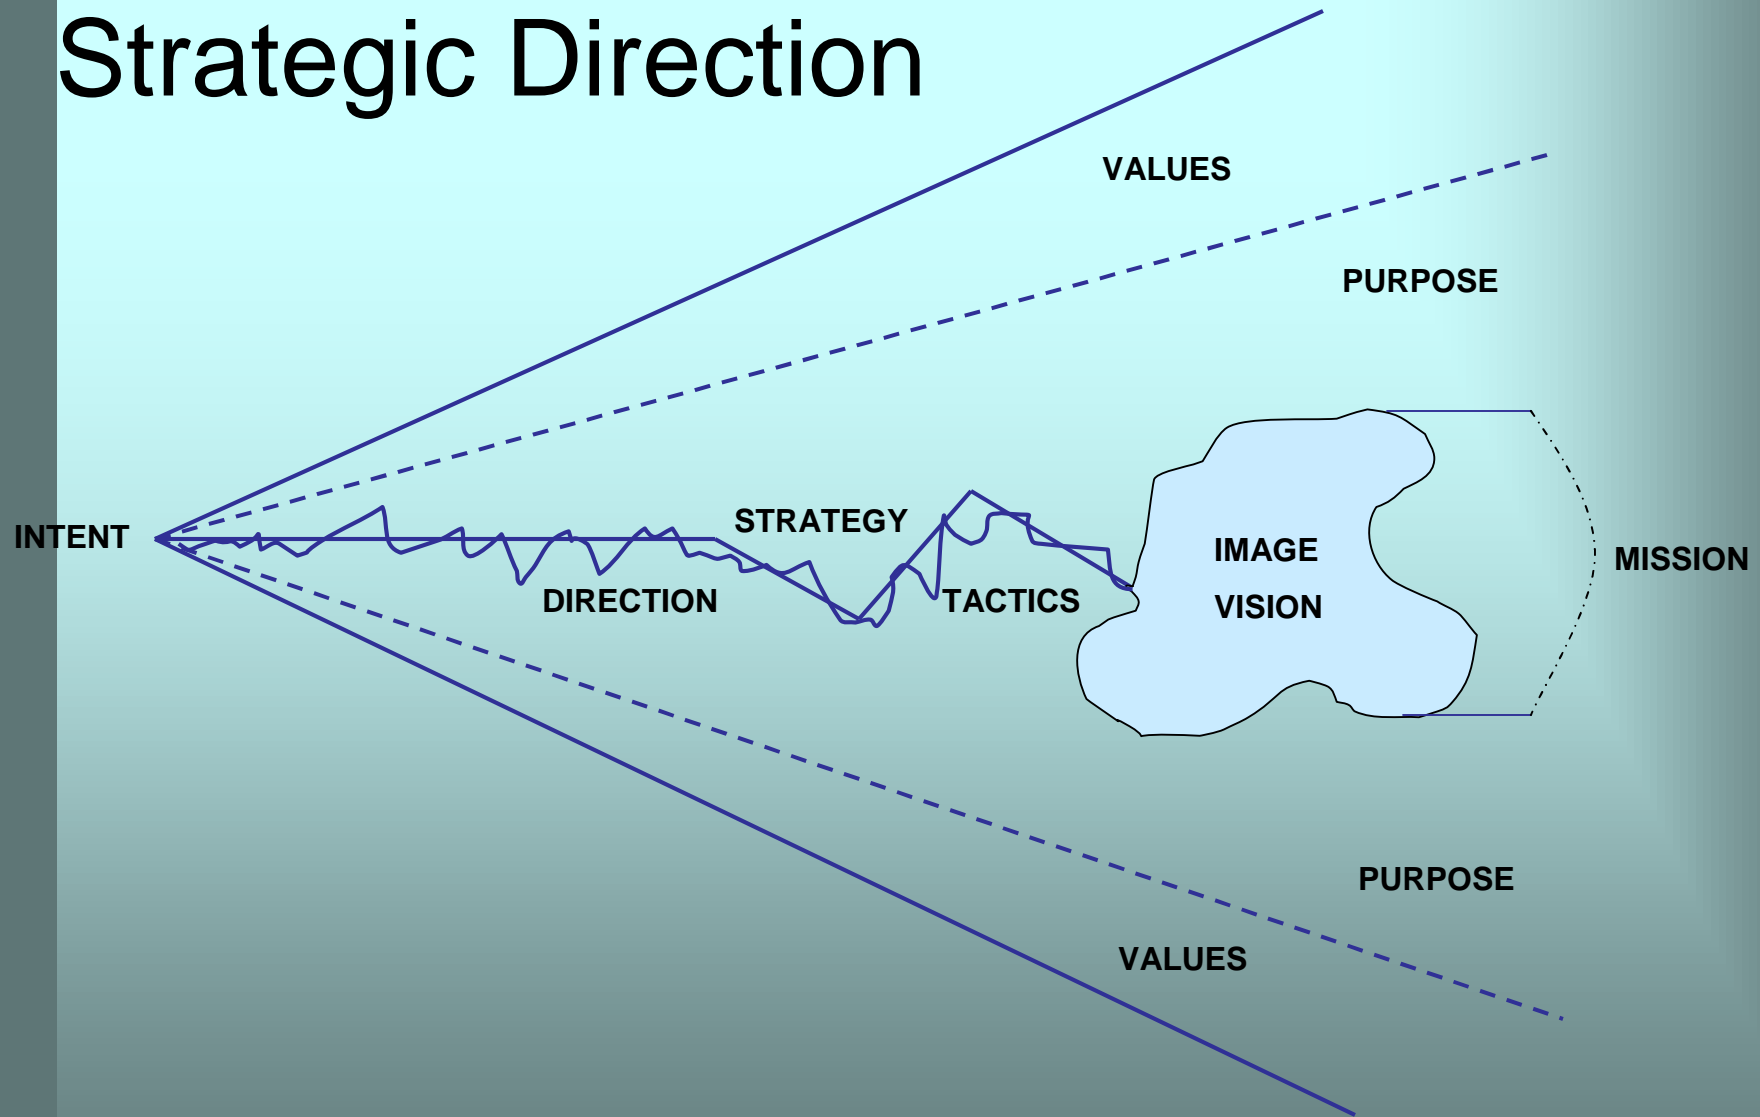 Strategic Direction
VALUES
PURPOSE
STRATEGY
INTENT
IMAGE
VISION
MISSION
DIRECTION
TACTICS
PURPOSE
VALUES